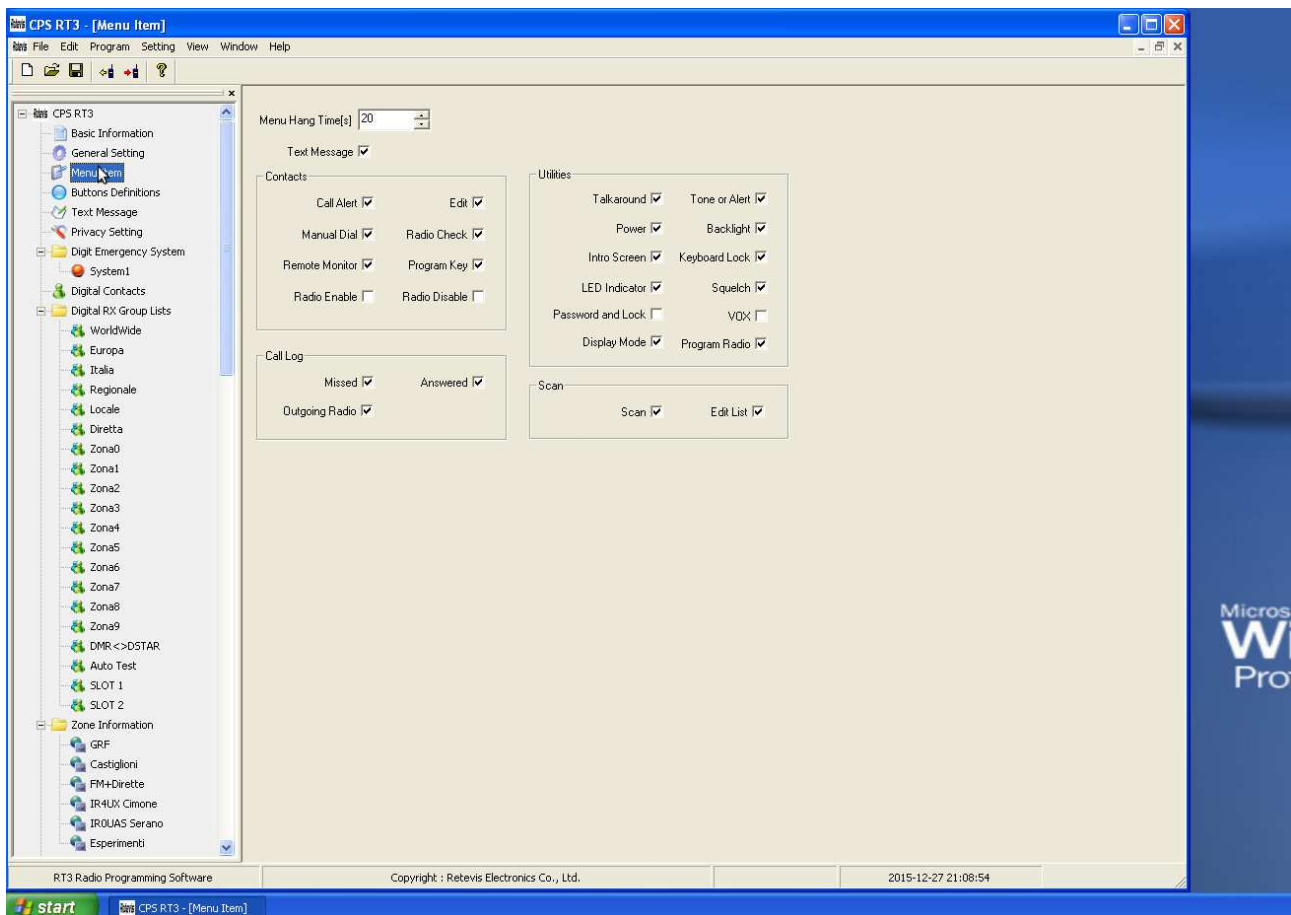 CPS RT3 - [Menu Item]
File Edit Program Setting View Window Help
CPS RT3
Basic Information
General Setting
Menu Item
Buttons Definitions
Text Message
Privacy Setting
Digit Emergency System
System1
Digital Contacts
Digital RX Group Lists
WorldWide
Europa
Italia
Regionale
Locale
Diretta
Zona0
Zona1
Zona2
Zona3
Zona4
Zona5
Zona6
Zona7
Zona8
Zona9
DMR<>DSTAR
Auto Test
SLOT 1
SLOT 2
Zone Information
GRF
Castiglioni
FM+Dirette
IR4UX Cimone
IR0UAS Serano
Esperimenti
Menu Hang Time[s] 20
Text Message
Contacts
Call Alert Edit
Manual Dial Radio Check
Remote Monitor Program Key
Radio Enable Radio Disable
Call Log
Missed Answered
Outgoing Radio
Utilities
Talkaround Tone or Alert
Power Backlight
Intro Screen Keyboard Lock
LED Indicator Squelch
Password and Lock VOX
Display Mode Program Radio
Scan
Scan Edit List
RT3 Radio Programming Software Copyright : Retevis Electronics Co., Ltd. 2015-12-27 21:08:54
start CPS RT3 - [Menu Item]
Micros
Wi
Pro